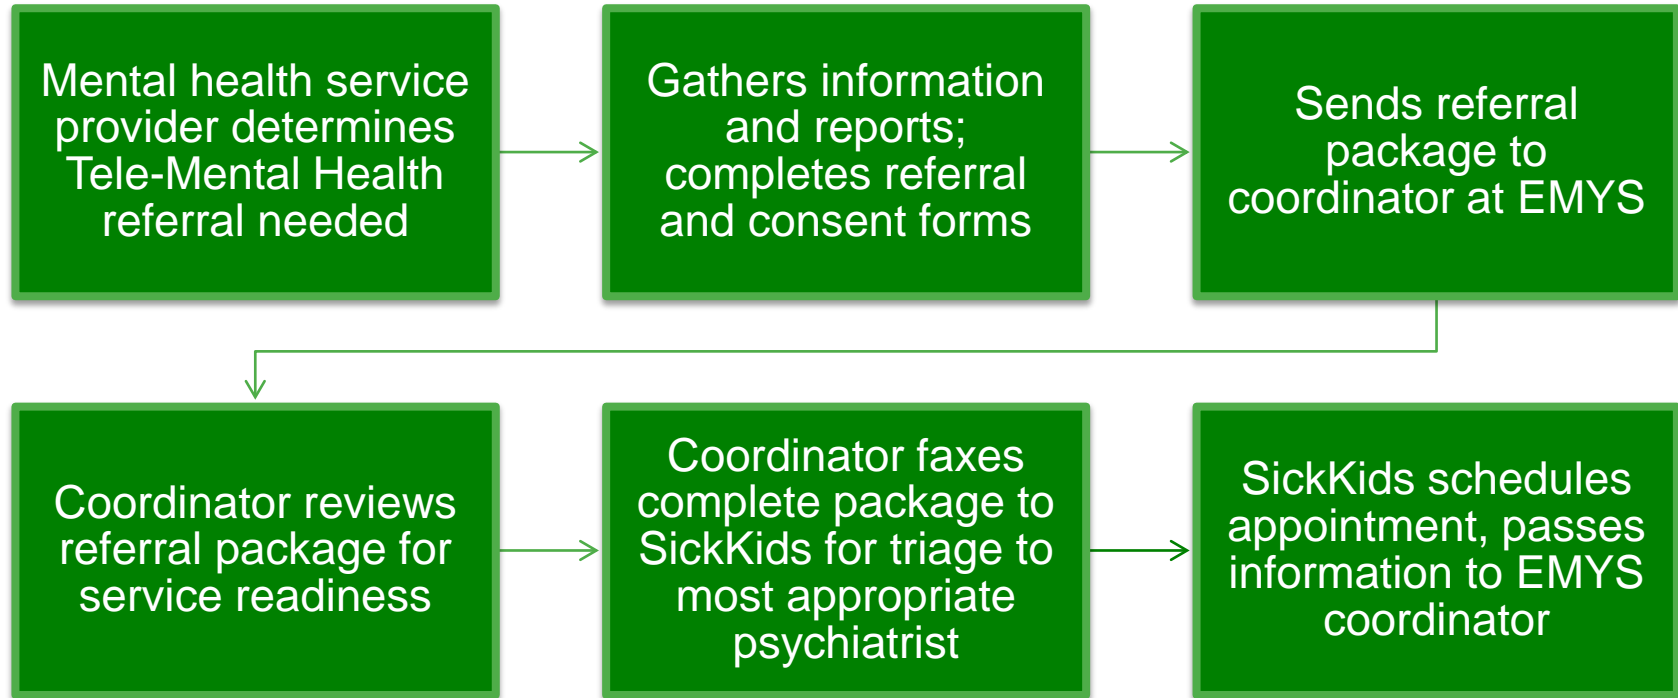 Mental health service
provider determines
Tele-Mental Health
referral needed
Gathers information
and reports;
completes referral
and consent forms
Sends referral
package to
coordinator at EMYS
Coordinator reviews
referral package for
service readiness
Coordinator faxes
complete package to
SickKids for triage to
most appropriate
psychiatrist
SickKids schedules
appointment, passes
information to EMYS
coordinator